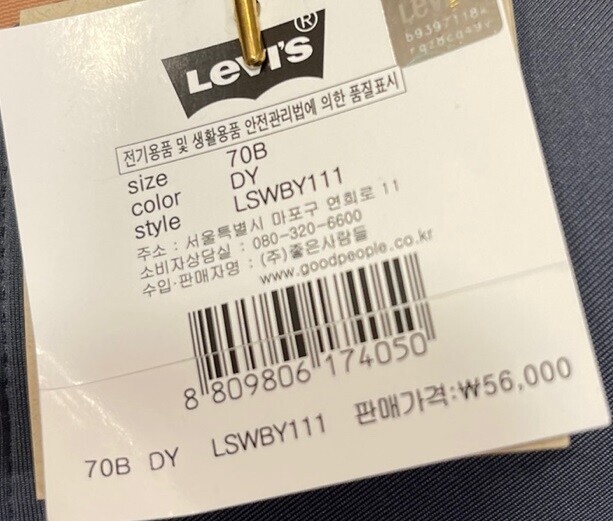 Levi's®
Levi's
b9397118
rqz8cq4v
전기용품 및 생활용품 안전관리법에 의한 품질표시
size 70B
color DY
style LSWBY111
주소 : 서울특별시 마포구 연희로 11
소비자상담실 : 080-320-6600
수입·판매자명 : (주)좋은사람들
www.goodpeople.co.kr
8 809806 174050
70B DY LSWBY111 판매가격:₩56,000